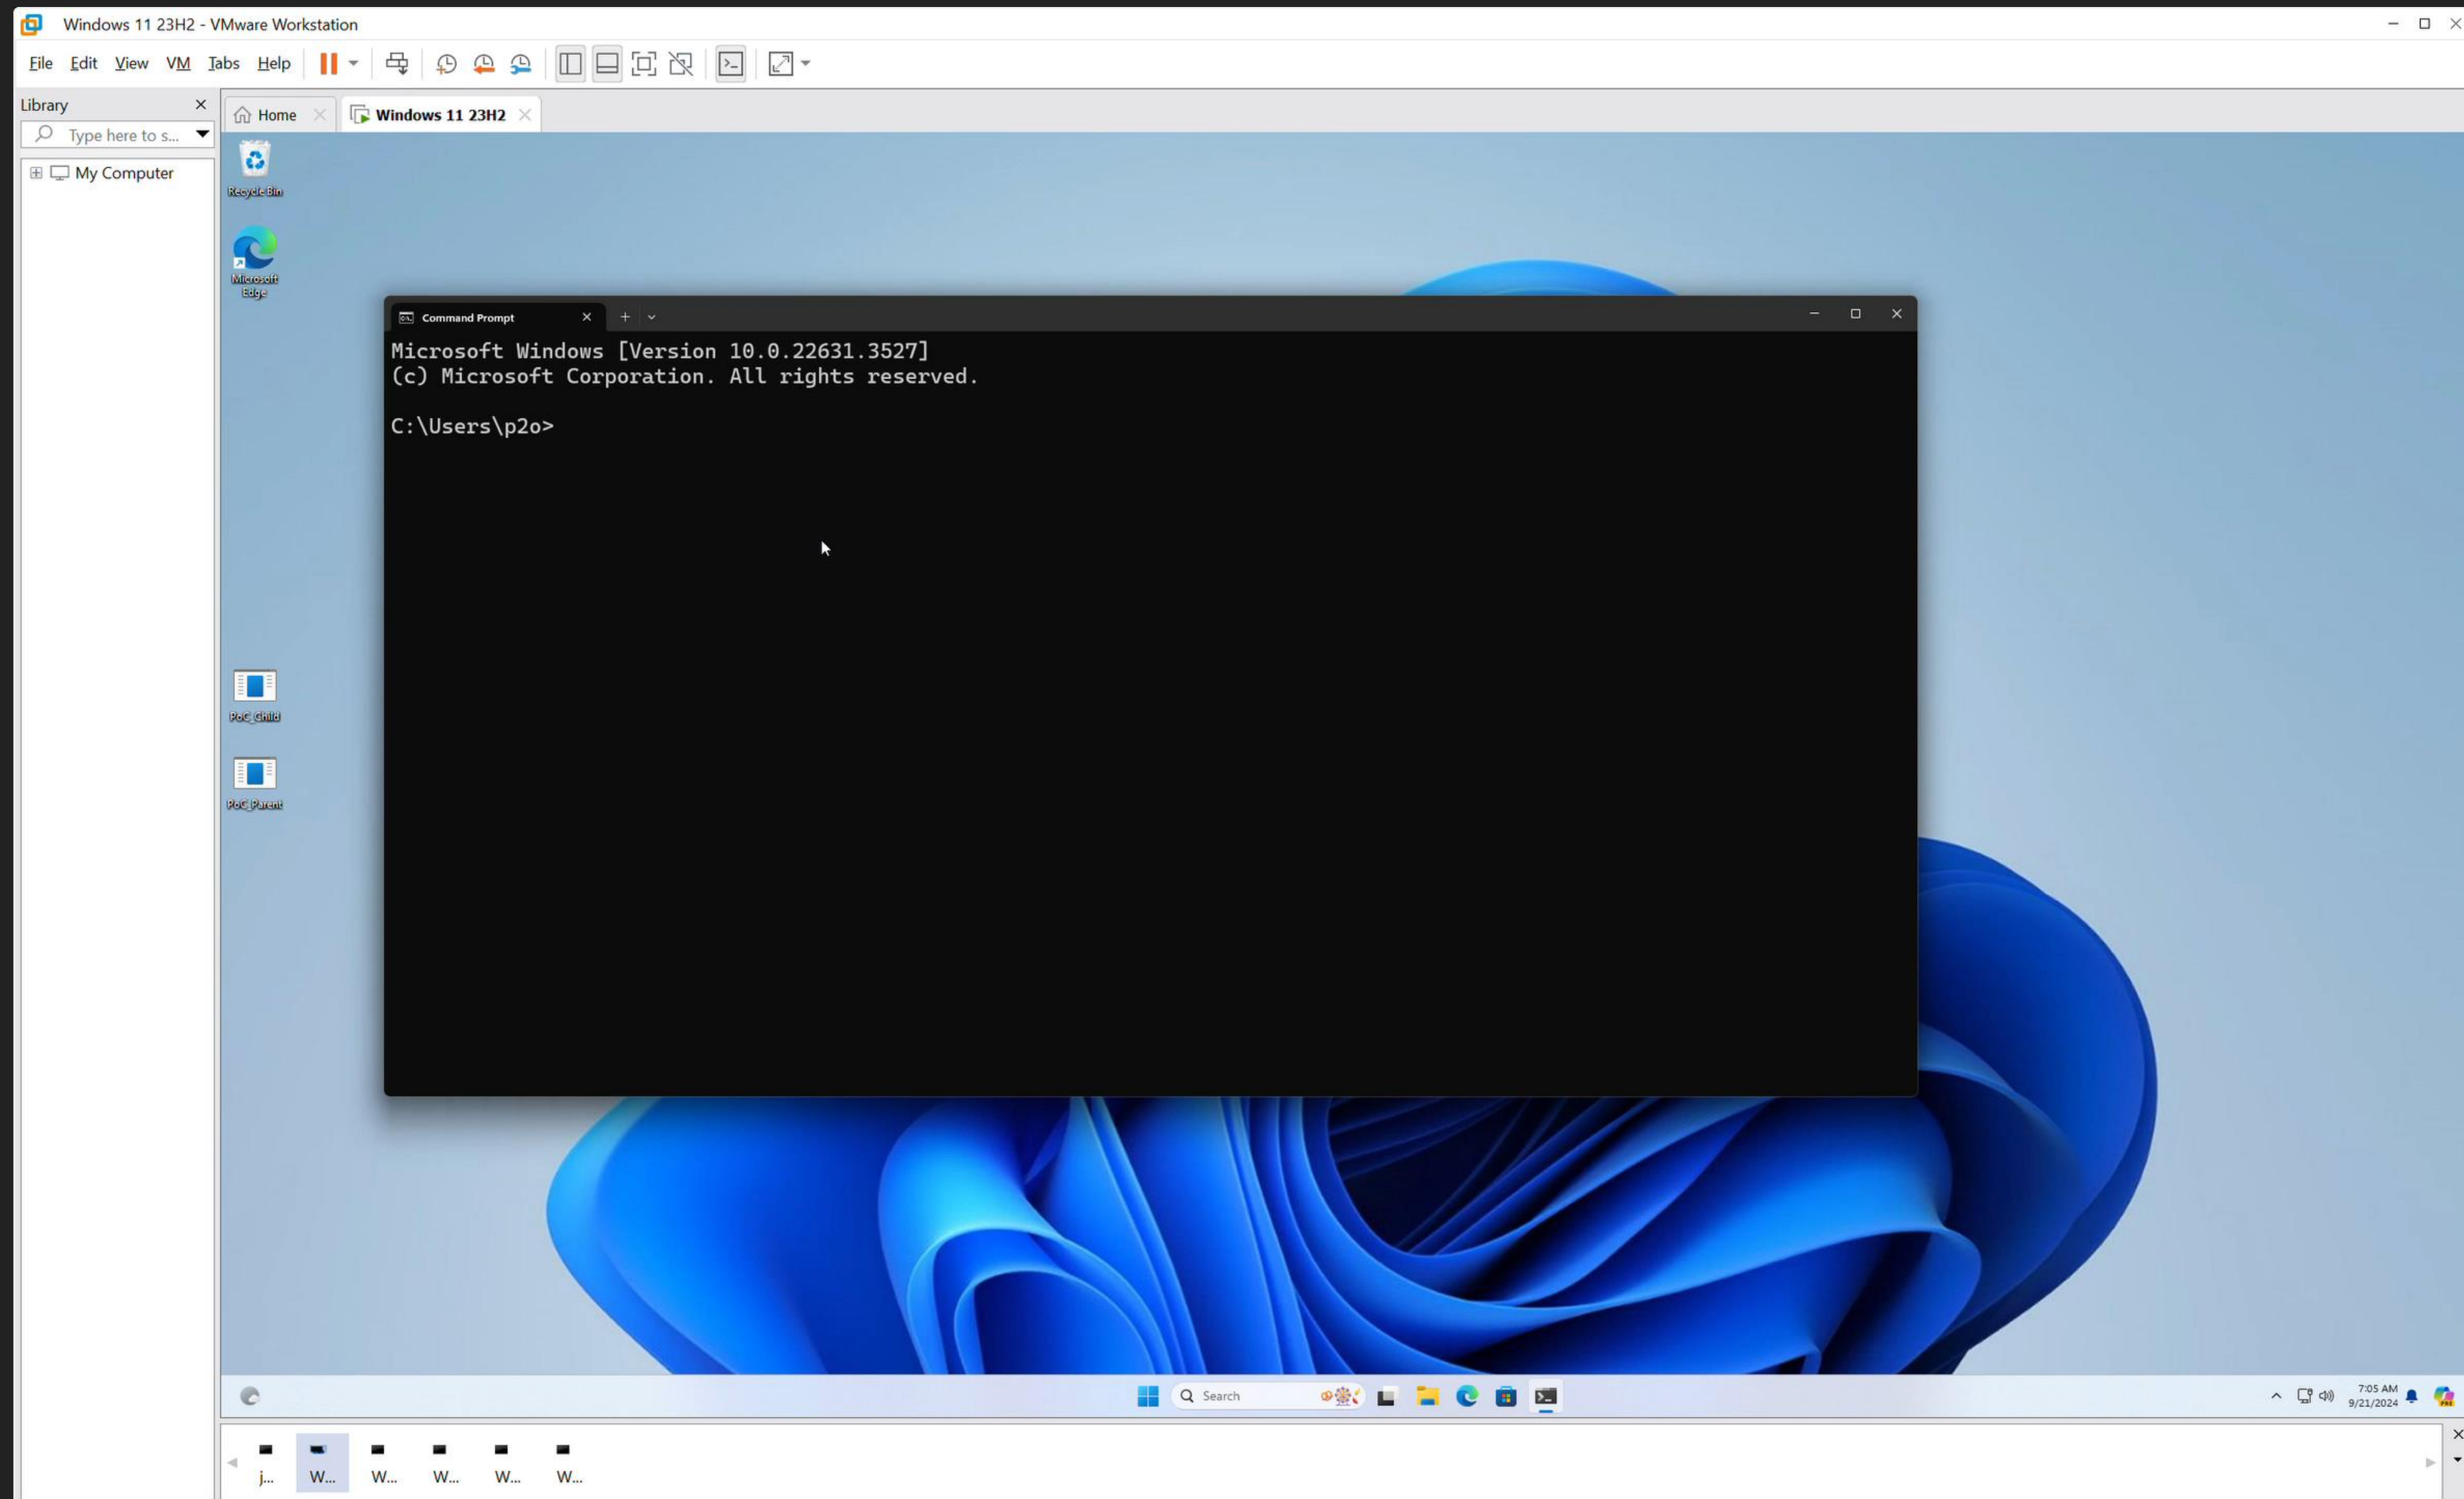 Windows 11 23H2 - VMware Workstation
File Edit View VM Tabs Help
Library
Home
Windows 11 23H2
Type here to s...
My Computer
Recycle Bin
Microsoft
Edge
Command Prompt
Microsoft Windows [Version 10.0.22631.3527]
(c) Microsoft Corporation. All rights reserved.
C:\Users\p2o>
PoC_Child
PoC_Parent
Search
7:05 AM
9/21/2024
PRE
j...
W...
W...
W...
W...
W...